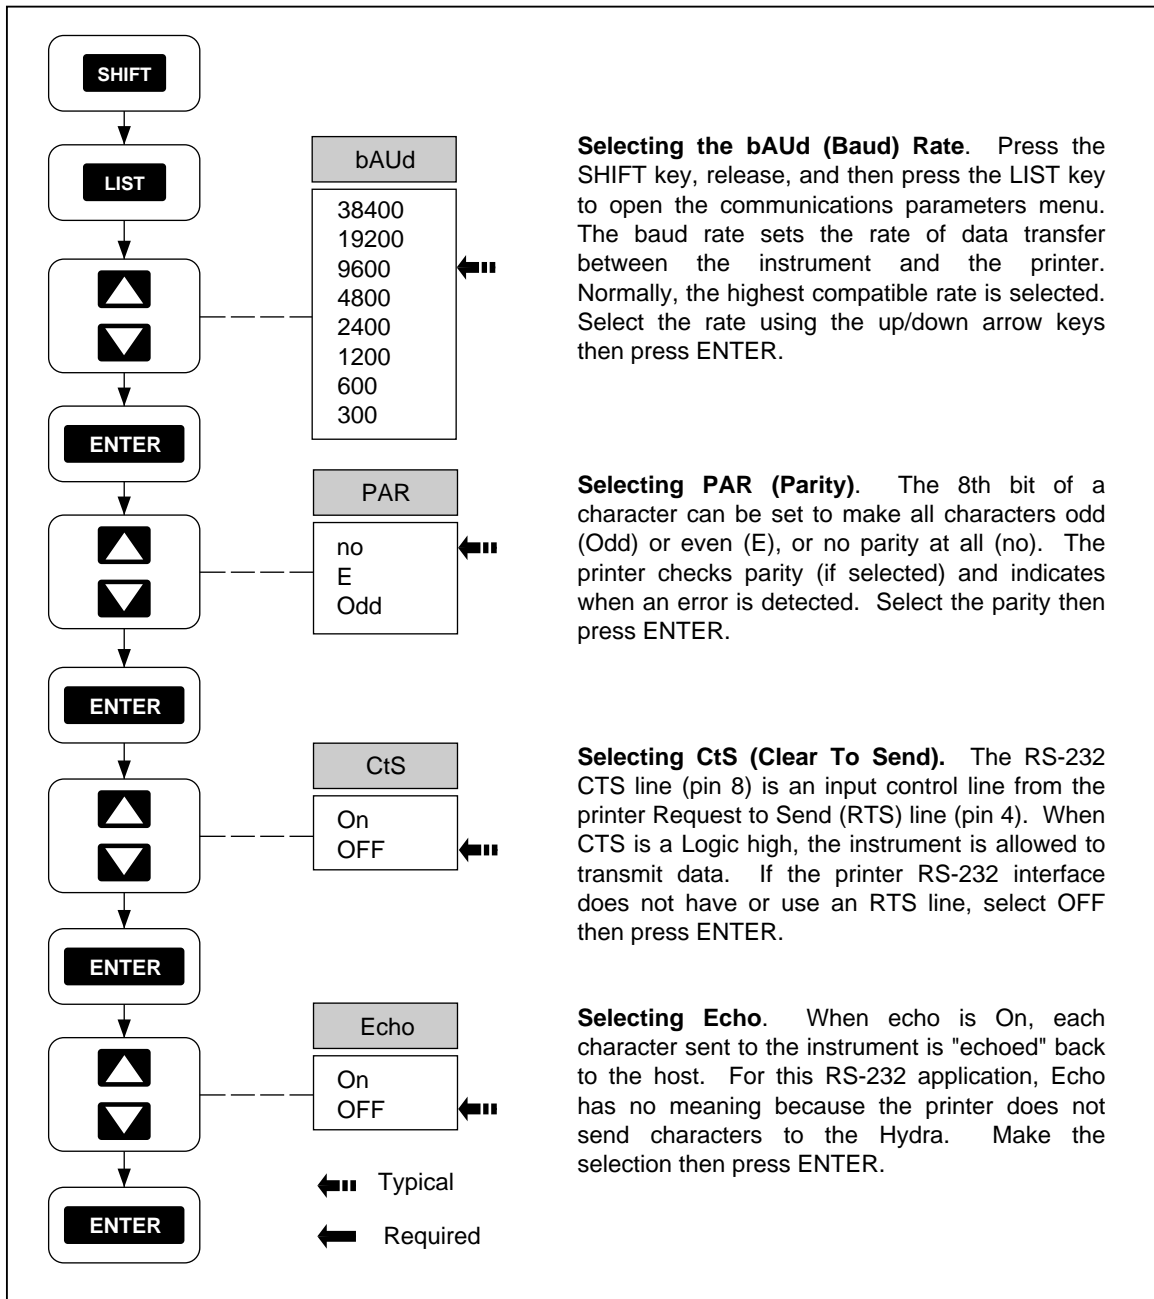 SHIFT
LIST
bAUd
38400
19200
9600
4800
2400
1200
600
300
Selecting the bAUd (Baud) Rate. Press the
SHIFT key, release, and then press the LIST key
to open the communications parameters menu.
The baud rate sets the rate of data transfer
between the instrument and the printer.
Normally, the highest compatible rate is selected.
Select the rate using the up/down arrow keys
then press ENTER.
ENTER
PAR
no
E
Odd
Selecting PAR (Parity). The 8th bit of a
character can be set to make all characters odd
(Odd) or even (E), or no parity at all (no). The
printer checks parity (if selected) and indicates
when an error is detected. Select the parity then
press ENTER.
ENTER
CtS
On
OFF
Selecting CtS (Clear To Send). The RS-232
CTS line (pin 8) is an input control line from the
printer Request to Send (RTS) line (pin 4). When
CTS is a Logic high, the instrument is allowed to
transmit data. If the printer RS-232 interface
does not have or use an RTS line, select OFF
then press ENTER.
ENTER
Echo
On
OFF
Selecting Echo. When echo is On, each
character sent to the instrument is "echoed" back
to the host. For this RS-232 application, Echo
has no meaning because the printer does not
send characters to the Hydra. Make the
selection then press ENTER.
ENTER
Typical
Required